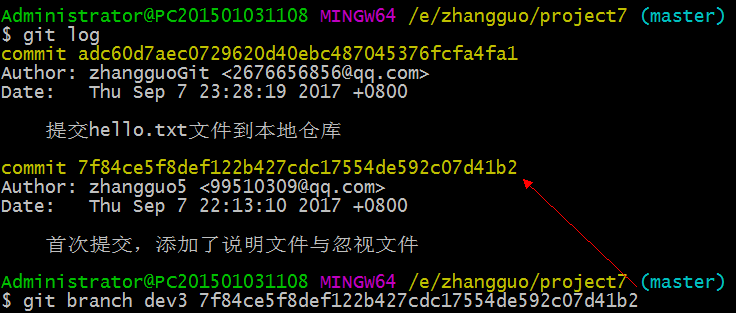 Administrator@PC201501031108 MINGW64 /e/zhangguo/project7 (master)
$ git log
commit adc60d7aec0729620d40ebc487045376fcfa4fa1
Author: zhangguoGit <2676656856@qq.com>
Date:   Thu Sep 7 23:28:19 2017 +0800
提交hello.txt文件到本地仓库
commit 7f84ce5f8def122b427cdc17554de592c07d41b2
Author: zhangguo5 <99510309@qq.com>
Date:   Thu Sep 7 22:13:10 2017 +0800
首次提交，添加了说明文件与忽视文件
Administrator@PC201501031108 MINGW64 /e/zhangguo/project7 (master)
$ git branch dev3 7f84ce5f8def122b427cdc17554de592c07d41b2